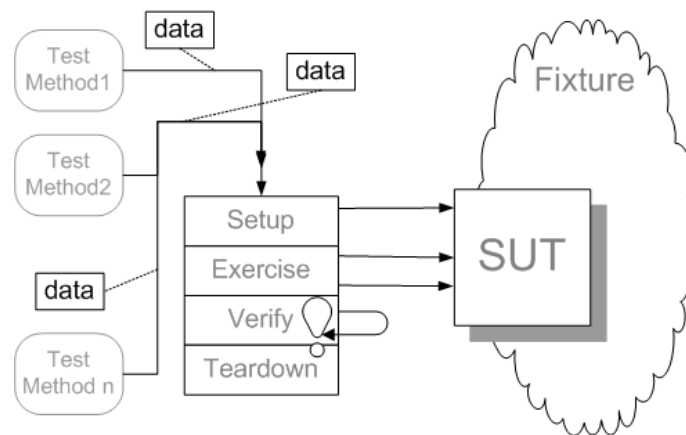 data
Test
Method1
data
Fixture
Test
Method2
Setup
SUT
Exercise
data
Verify
Test
Method n
Teardown